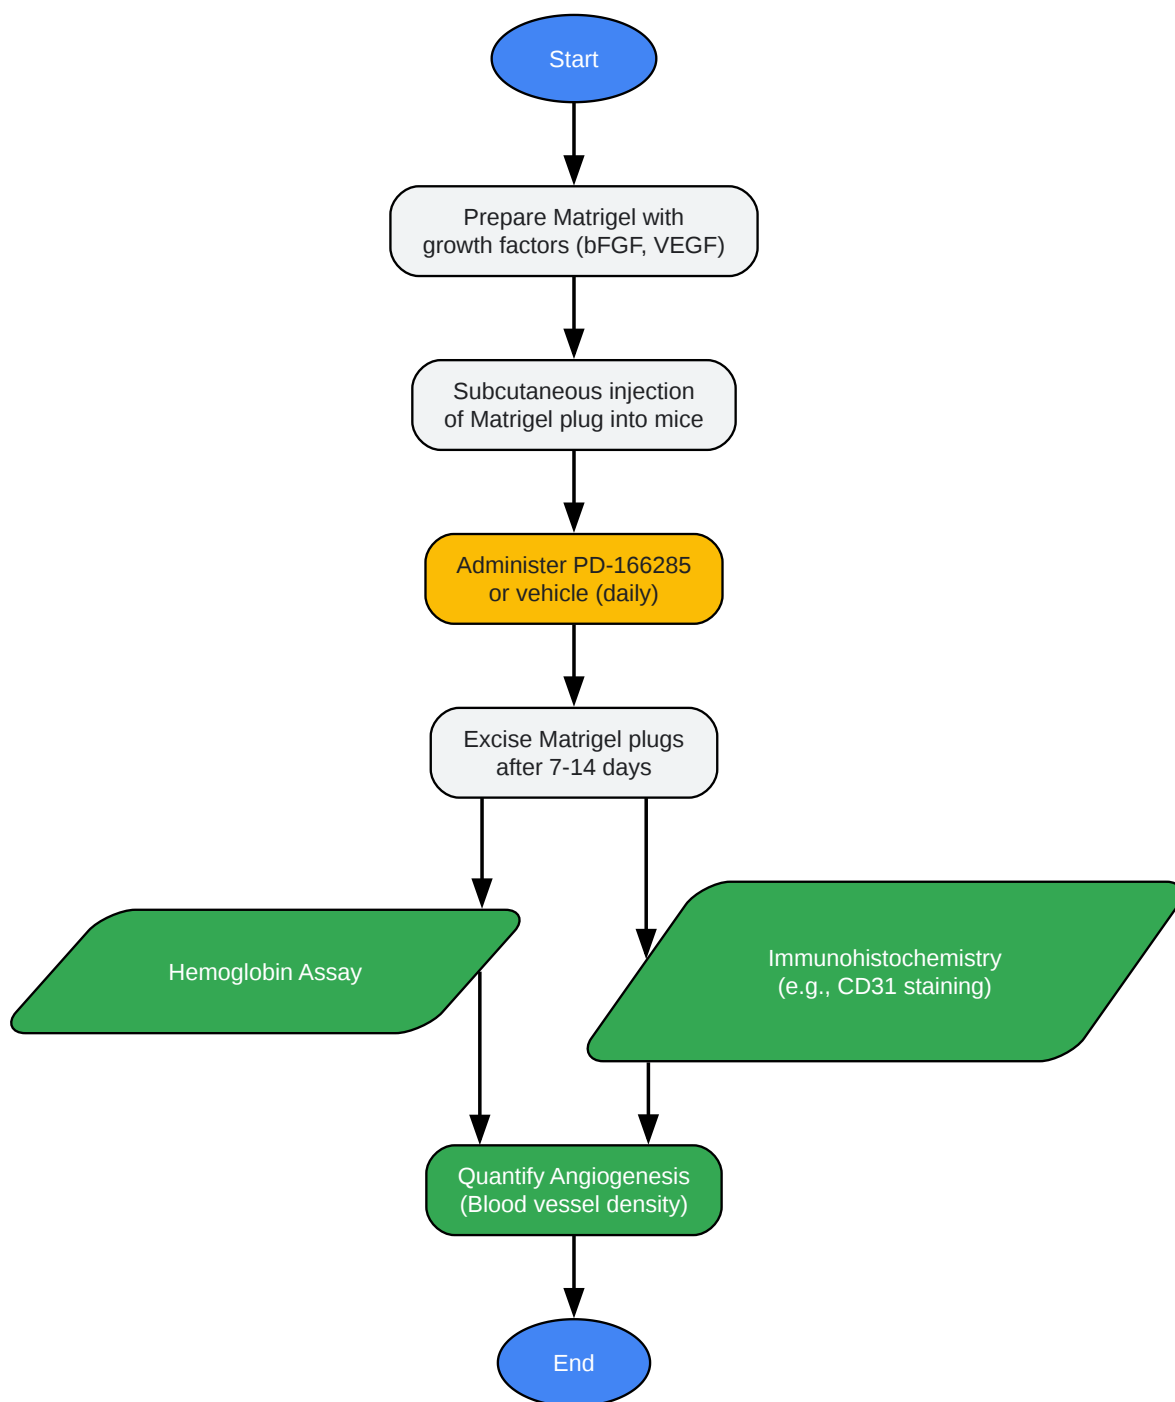 Start
Prepare Matrigel with
growth factors (bFGF, VEGF)
Subcutaneous injection
of Matrigel plug into mice
Administer PD-166285
or vehicle (daily)
Excise Matrigel plugs
after 7-14 days
Hemoglobin Assay
Immunohistochemistry
(e.g., CD31 staining)
Quantify Angiogenesis
(Blood vessel density)
End